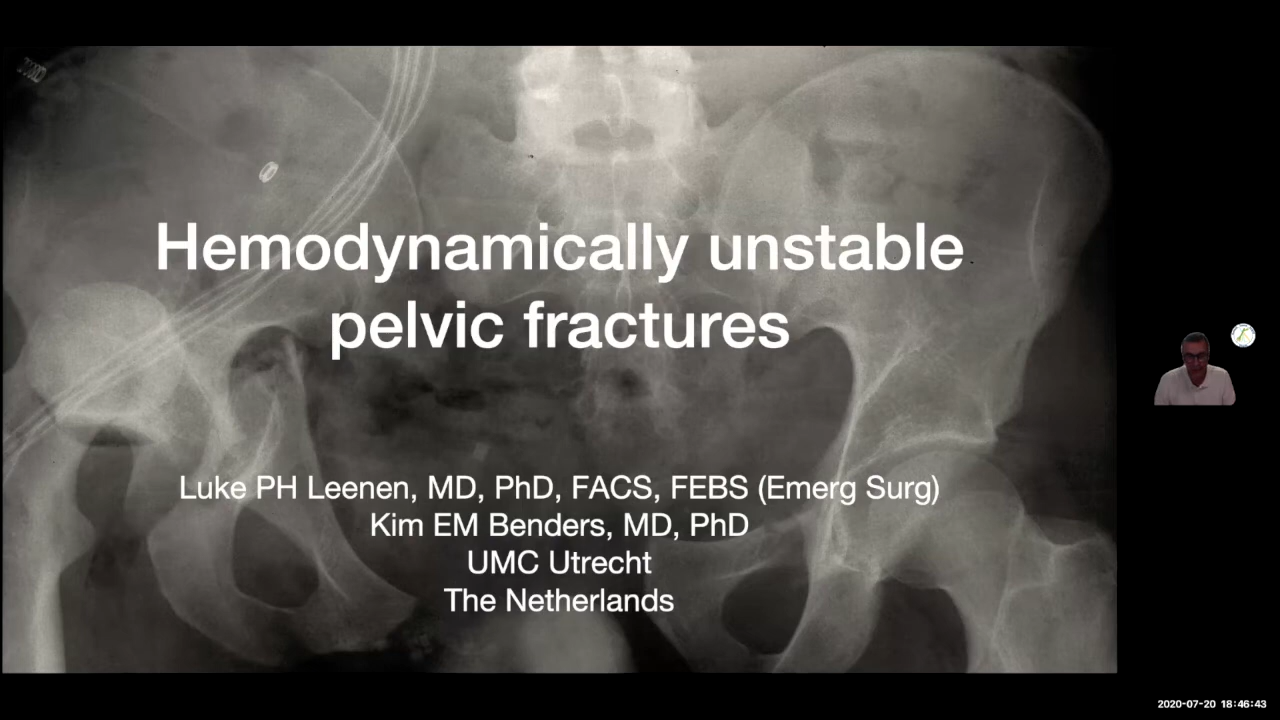 Hemodynamically unstable
pelvic fractures
Luke PH Leenen, MD, PhD, FACS, FEBS (Emerg Surg)
Kim EM Benders, MD, PhD
UMC Utrecht
The Netherlands
2020-07-20 18:46:43